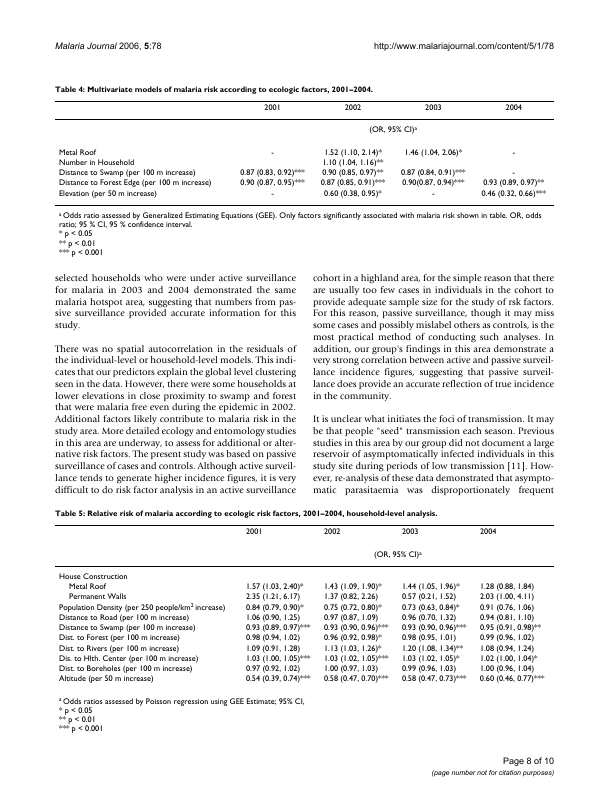 Malaria Journal 2006, 5:78
http://www.malariajournal.com/content/5/1/78
Table 4: Multivariate models of malaria risk according to ecologic factors, 2001–2004.
2001 2002 2003 2004
(OR, 95% CI)a
Metal Roof - 1.52 (1.10, 2.14)* 1.46 (1.04, 2.06)* -
Number in Household 1.10 (1.04, 1.16)**
Distance to Swamp (per 100 m increase) 0.87 (0.83, 0.92)*** 0.90 (0.85, 0.97)** 0.87 (0.84, 0.91)*** -
Distance to Forest Edge (per 100 m increase) 0.90 (0.87, 0.95)*** 0.87 (0.85, 0.91)*** 0.90(0.87, 0.94)*** 0.93 (0.89, 0.97)**
Elevation (per 50 m increase) - 0.60 (0.38, 0.95)* - 0.46 (0.32, 0.66)***
a Odds ratio assessed by Generalized Estimating Equations (GEE). Only factors significantly associated with malaria risk shown in table. OR, odds
ratio; 95 % CI, 95 % confidence interval.
* p < 0.05
** p < 0.01
*** p < 0.001
selected households who were under active surveillance
for malaria in 2003 and 2004 demonstrated the same
malaria hotspot area, suggesting that numbers from pas-
sive surveillance provided accurate information for this
study.
There was no spatial autocorrelation in the residuals of
the individual-level or household-level models. This indi-
cates that our predictors explain the global level clustering
seen in the data. However, there were some households at
lower elevations in close proximity to swamp and forest
that were malaria free even during the epidemic in 2002.
Additional factors likely contribute to malaria risk in the
study area. More detailed ecology and entomology studies
in this area are underway, to assess for additional or alter-
native risk factors. The present study was based on passive
surveillance of cases and controls. Although active surveil-
lance tends to generate higher incidence figures, it is very
difficult to do risk factor analysis in an active surveillance
cohort in a highland area, for the simple reason that there
are usually too few cases in individuals in the cohort to
provide adequate sample size for the study of rsk factors.
For this reason, passive surveillance, though it may miss
some cases and possibly mislabel others as controls, is the
most practical method of conducting such analyses. In
addition, our group's findings in this area demonstrate a
very strong correlation between active and passive surveil-
lance incidence figures, suggesting that passive surveil-
lance does provide an accurate reflection of true incidence
in the community.
It is unclear what initiates the foci of transmission. It may
be that people "seed" transmission each season. Previous
studies in this area by our group did not document a large
reservoir of asymptomatically infected individuals in this
study site during periods of low transmission [11]. How-
ever, re-analysis of these data demonstrated that asympto-
matic parasitaemia was disproportionately frequent
Table 5: Relative risk of malaria according to ecologic risk factors, 2001–2004, household-level analysis.
2001 2002 2003 2004
(OR, 95% CI)a
House Construction
Metal Roof 1.57 (1.03, 2.40)* 1.43 (1.09, 1.90)* 1.44 (1.05, 1.96)* 1.28 (0.88, 1.84)
Permanent Walls 2.35 (1.21, 6.17) 1.37 (0.82, 2.26) 0.57 (0.21, 1.52) 2.03 (1.00, 4.11)
Population Density (per 250 people/km2 increase) 0.84 (0.79, 0.90)* 0.75 (0.72, 0.80)* 0.73 (0.63, 0.84)* 0.91 (0.76, 1.06)
Distance to Road (per 100 m increase) 1.06 (0.90, 1.25) 0.97 (0.87, 1.09) 0.96 (0.70, 1.32) 0.94 (0.81, 1.10)
Distance to Swamp (per 100 m increase) 0.93 (0.89, 0.97)*** 0.93 (0.90, 0.96)*** 0.93 (0.90, 0.96)*** 0.95 (0.91, 0.98)**
Dist. to Forest (per 100 m increase) 0.98 (0.94, 1.02) 0.96 (0.92, 0.98)* 0.98 (0.95, 1.01) 0.99 (0.96, 1.02)
Dist. to Rivers (per 100 m increase) 1.09 (0.91, 1.28) 1.13 (1.03, 1.26)* 1.20 (1.08, 1.34)** 1.08 (0.94, 1.24)
Dis. to Hlth. Center (per 100 m increase) 1.03 (1.00, 1.05)*** 1.03 (1.02, 1.05)*** 1.03 (1.02, 1.05)* 1.02 (1.00, 1.04)*
Dist. to Boreholes (per 100 m increase) 0.97 (0.92, 1.02) 1.00 (0.97, 1.03) 0.99 (0.96, 1.03) 1.00 (0.96, 1.04)
Altitude (per 50 m increase) 0.54 (0.39, 0.74)*** 0.58 (0.47, 0.70)*** 0.58 (0.47, 0.73)*** 0.60 (0.46, 0.77)***
a Odds ratios assessed by Poisson regression using GEE Estimate; 95% CI,
* p < 0.05
** p < 0.01
*** p < 0.001
Page 8 of 10
(page number not for citation purposes)